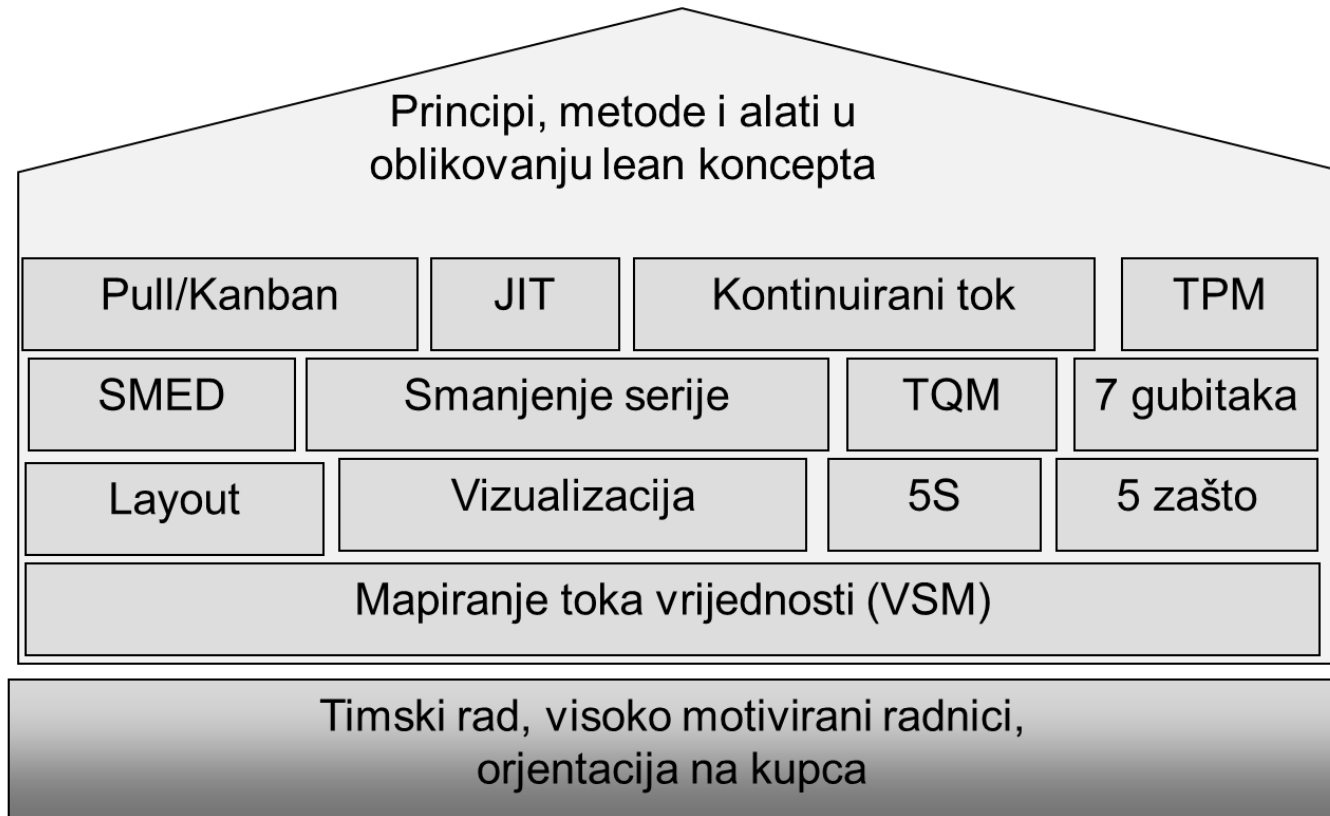 Principi, metode i alati u
oblikovanju lean koncepta
Pull/Kanban JIT Kontinuirani tok TPM
SMED Smanjenje serije TQM 7 gubitaka
Layout Vizualizacija 5S 5 zašto
Mapiranje toka vrijednosti (VSM)
Timski rad, visoko motivirani radnici,
orjentacija na kupca